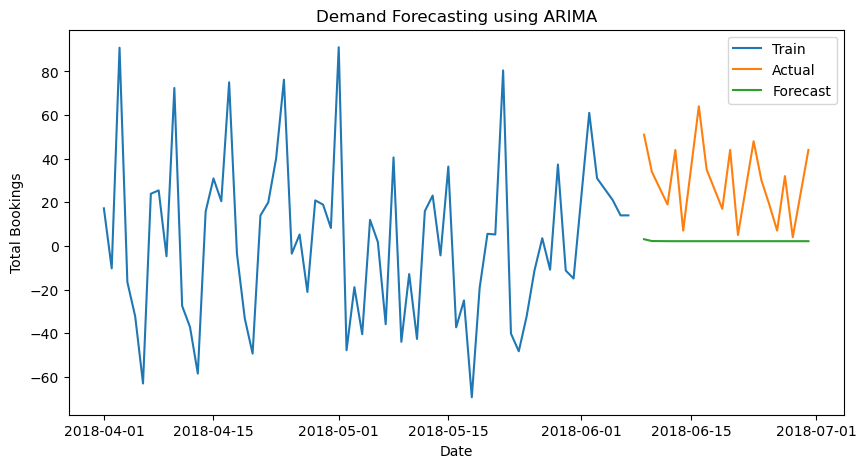 Demand Forecasting using ARIMA
Train
Actual
Forecast
Total Bookings
80
60
40
20
0
−20
−40
−60
2018-04-01 2018-04-15 2018-05-01 2018-05-15 2018-06-01 2018-06-15 2018-07-01
Date